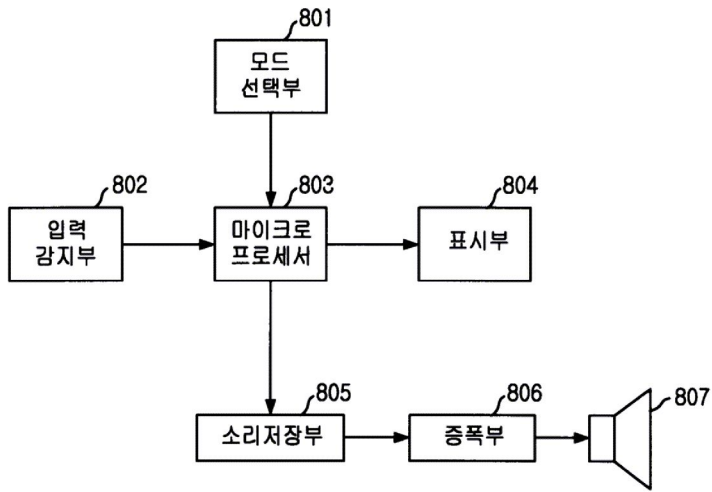 801
모드
선택부
802
입력
감지부
803
마이크로
프로세서
804
표시부
805
소리저장부
806
증폭부
807